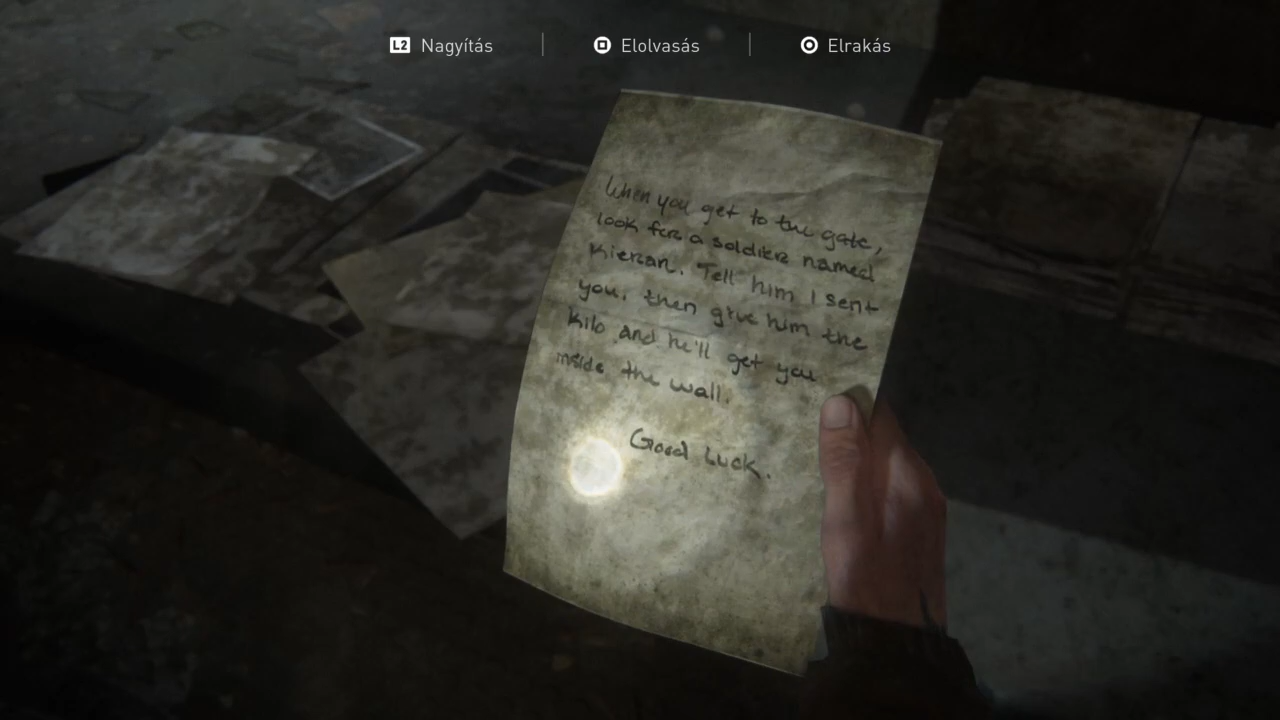 L2 Nagyítás
Elolvasás
Elrakás
When you get to the gate,
look for a soldier named
Kieran. Tell him I sent
you, then give him the
kilo and he'll get you
inside the wall.
Good Luck.